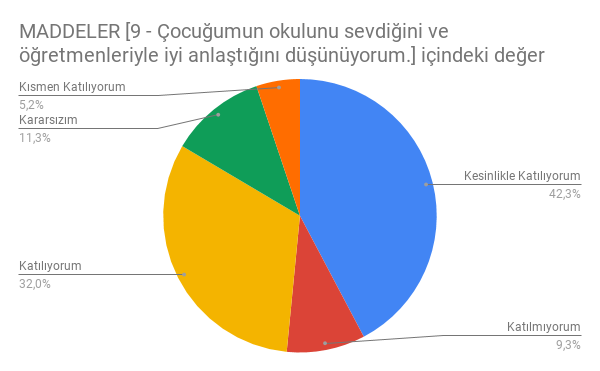 MADDELER [9 - Çocuğumun okulunu sevdiğini ve
öğretmenleriyle iyi anlaştığını düşünüyorum.] içindeki değer
Kısmen Katılıyorum
5,2%
Kararsızım
11,3%
Kesinlikle Katılıyorum
42,3%
Katılıyorum
32,0%
Katılmıyorum
9,3%